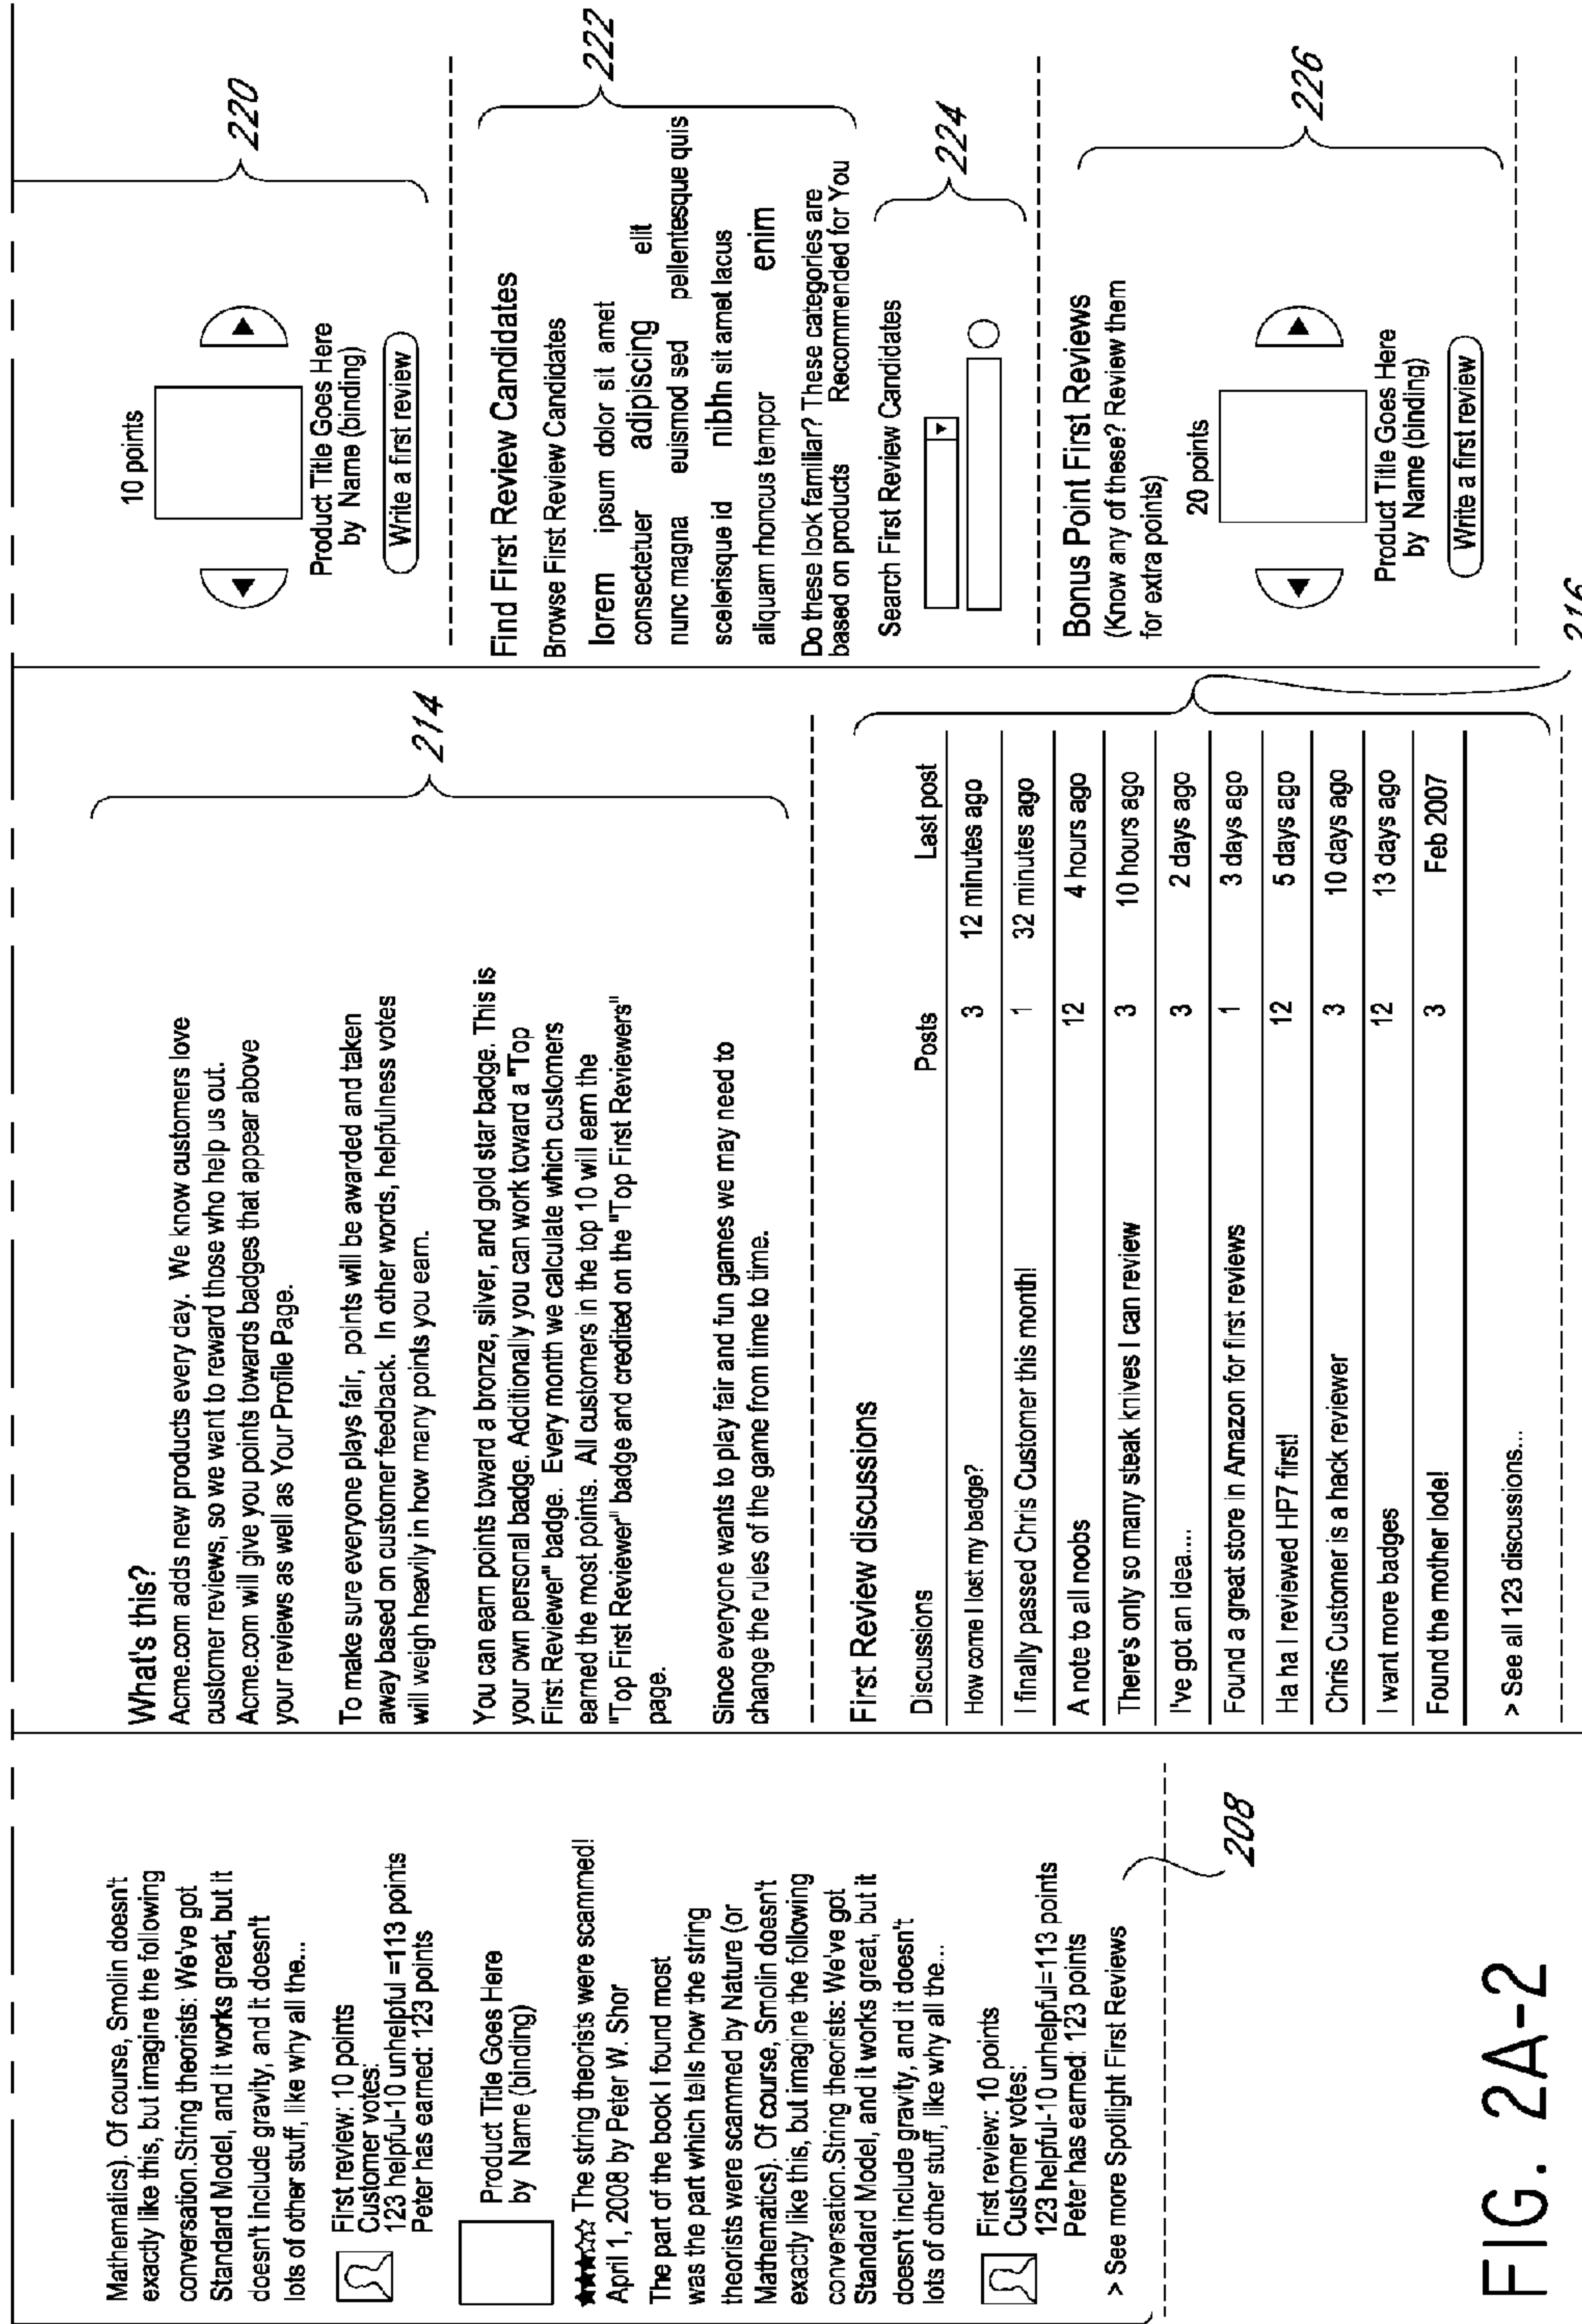 Mathematics). Of course, Smolin doesn't
exactly like this, but imagine the following
conversation.String theorists: We've got
Standard Model, and it works great, but it
doesn't include gravity, and it doesn't
lots of other stuff, like why all the...
First review: 10 points
Customer votes:
123 helpful-10 unhelpful =113 points
Peter has earned: 123 points
Product Title Goes Here
by Name (binding)
★★★☆☆ The string theorists were scammed!
April 1, 2008 by Peter W. Shor
The part of the book I found most
was the part which tells how the string
theorists were scammed by Nature (or
Mathematics). Of course, Smolin doesn't
exactly like this, but imagine the following
conversation.String theorists: We've got
Standard Model, and it works great, but it
doesn't include gravity, and it doesn't
lots of other stuff, like why all the...
First review: 10 points
Customer votes:
123 helpful-10 unhelpful=113 points
Peter has earned: 123 points
> See more Spotlight First Reviews
208
What's this?
Acme.com adds new products every day. We know customers love
customer reviews, so we want to reward those who help us out.
Acme.com will give you points towards badges that appear above
your reviews as well as Your Profile Page.
To make sure everyone plays fair, points will be awarded and taken
away based on customer feedback. In other words, helpfulness votes
will weigh heavily in how many points you earn.
You can earn points toward a bronze, silver, and gold star badge. This is
your own personal badge. Additionally you can work toward a "Top
First Reviewer" badge. Every month we calculate which customers
earned the most points. All customers in the top 10 will earn the
"Top First Reviewer" badge and credited on the "Top First Reviewers"
page.
Since everyone wants to play fair and fun games we may need to
change the rules of the game from time to time.
214
First Review discussions
Discussions Posts Last post
How come I lost my badge? 3 12 minutes ago
I finally passed Chris Customer this month! 1 32 minutes ago
A note to all noobs 12 4 hours ago
There's only so many steak knives I can review 3 10 hours ago
I've got an idea.... 3 2 days ago
Found a great store in Amazon for first reviews 1 3 days ago
Ha ha I reviewed HP7 first! 12 5 days ago
Chris Customer is a hack reviewer 3 10 days ago
I want more badges 12 13 days ago
Found the mother lode! 3 Feb 2007
> See all 123 discussions...
216
10 points
Product Title Goes Here
by Name (binding)
Write a first review
220
Find First Review Candidates
Browse First Review Candidates
lorem ipsum dolor sit amet
consectetuer adipiscing elit
nunc magna euismod sed pellentesque quis
scelerisque id nibhn sit amet lacus
aliquam rhoncus tempor enim
Do these look familiar? These categories are
based on products Recommended for You
222
Search First Review Candidates
224
Bonus Point First Reviews
(Know any of these? Review them
for extra points)
20 points
Product Title Goes Here
by Name (binding)
Write a first review
226
FIG. 2A-2